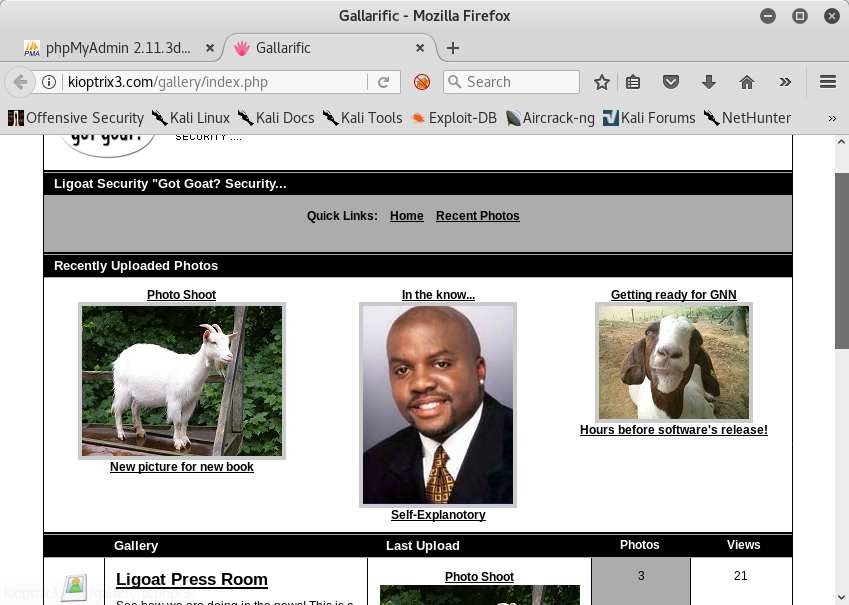 Gallarific - Mozilla Firefox
phpMyAdmin 2.11.3d...
Gallarific
kioptrix3.com/gallery/index.php
Search
Offensive Security
Kali Linux
Kali Docs
Kali Tools
Exploit-DB
Aircrack-ng
Kali Forums
NetHunter
got goat?
SECURITY ....
Ligoat Security "Got Goat? Security...
Quick Links: Home Recent Photos
Recently Uploaded Photos
Photo Shoot
In the know...
Getting ready for GNN
New picture for new book
Self-Explanotory
Hours before software's release!
Gallery Last Upload Photos Views
Ligoat Press Room
Photo Shoot
3
21
See how we are doing in the news! This is a